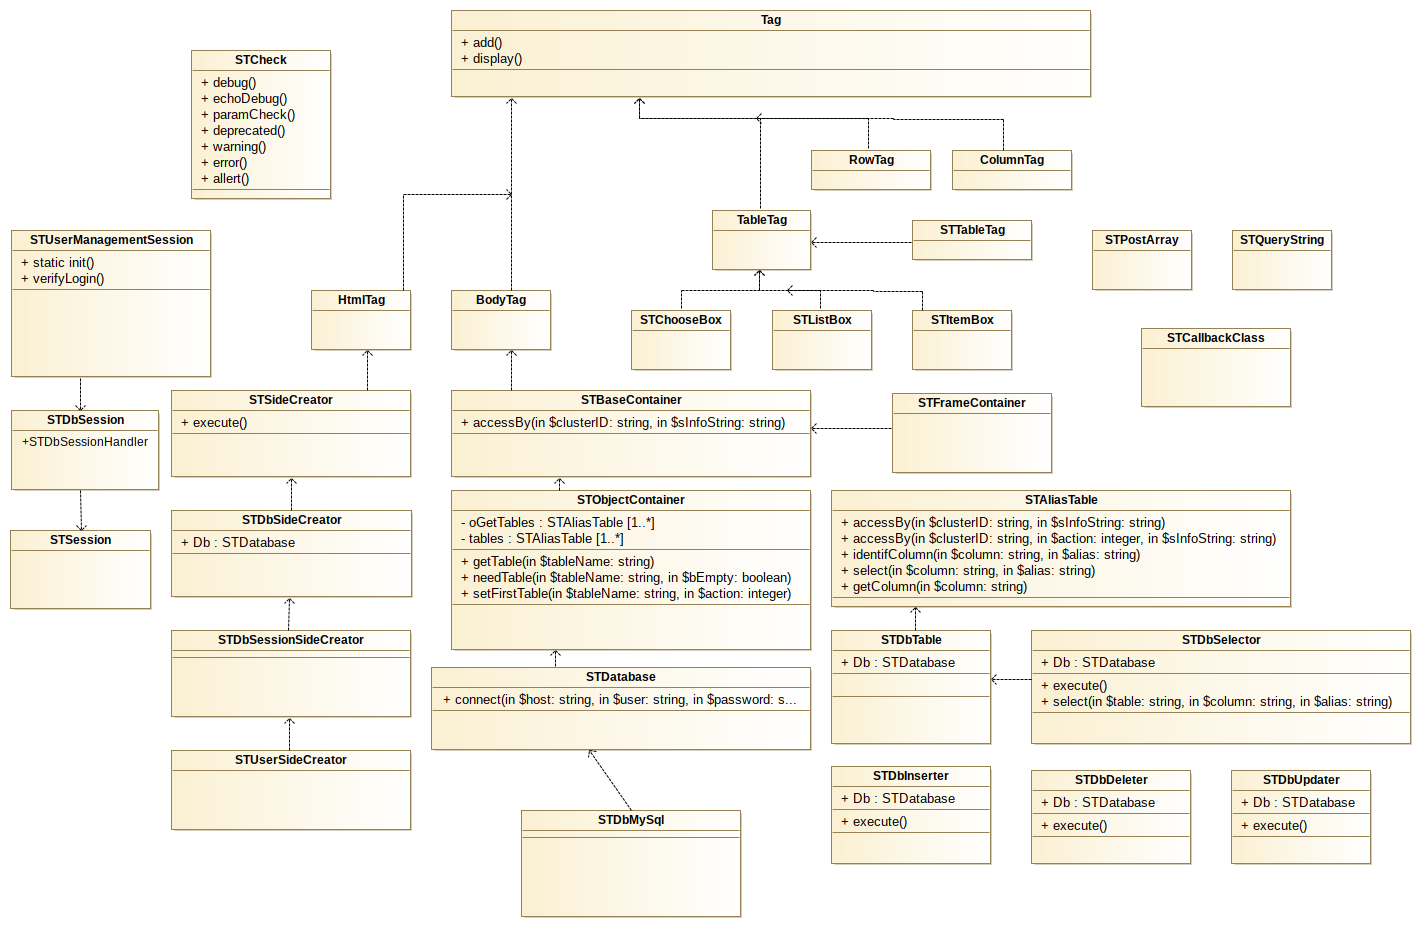 Tag
+ add()
+ display()
STCheck
+ debug()
+ echoDebug()
+ paramCheck()
+ deprecated()
+ warning()
+ error()
+ allert()
RowTag
ColumnTag
TableTag
STTableTag
STPostArray
STQueryString
STUserManagementSession
+ static init()
+ verifyLogin()
HtmlTag
BodyTag
STChooseBox
STListBox
STItemBox
STCallbackClass
STDbSession
+STDbSessionHandler
STSideCreator
+ execute()
STBaseContainer
+ accessBy(in $clusterID: string, in $sInfoString: string)
STFrameContainer
STSession
STDbSideCreator
+ Db : STDatabase
STObjectContainer
- oGetTables : STAliasTable [1..*]
- tables : STAliasTable [1..*]
+ getTable(in $tableName: string)
+ needTable(in $tableName: string, in $bEmpty: boolean)
+ setFirstTable(in $tableName: string, in $action: integer)
STAliasTable
+ accessBy(in $clusterID: string, in $sInfoString: string)
+ accessBy(in $clusterID: string, in $action: integer, in $sInfoString: string)
+ identifColumn(in $column: string, in $alias: string)
+ select(in $column: string, in $alias: string)
+ getColumn(in $column: string)
STDbSessionSideCreator
STDatabase
+ connect(in $host: string, in $user: string, in $password: s...
STDbTable
+ Db : STDatabase
STDbSelector
+ Db : STDatabase
+ execute()
+ select(in $table: string, in $column: string, in $alias: string)
STUserSideCreator
STDbMySql
STDbInserter
+ Db : STDatabase
+ execute()
STDbDeleter
+ Db : STDatabase
+ execute()
STDbUpdater
+ Db : STDatabase
+ execute()